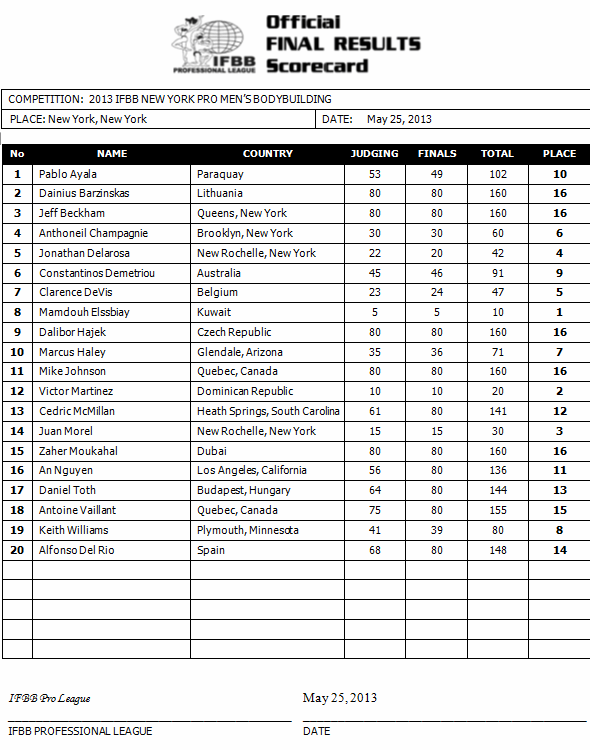 Official
FINAL RESULTS
Scorecard
IFBB
PROFESSIONAL LEAGUE
COMPETITION: 2013 IFBB NEW YORK PRO MEN'S BODYBUILDING
PLACE: New York, New York DATE: May 25, 2013
No NAME COUNTRY JUDGING FINALS TOTAL PLACE
1 Pablo Ayala Paraquay 53 49 102 10
2 Dainius Barzinskas Lithuania 80 80 160 16
3 Jeff Beckham Queens, New York 80 80 160 16
4 Anthoneil Champagnie Brooklyn, New York 30 30 60 6
5 Jonathan Delarosa New Rochelle, New York 22 20 42 4
6 Constantinos Demetriou Australia 45 46 91 9
7 Clarence DeVis Belgium 23 24 47 5
8 Mamdouh Elssbiay Kuwait 5 5 10 1
9 Dalibor Hajek Czech Republic 80 80 160 16
10 Marcus Haley Glendale, Arizona 35 36 71 7
11 Mike Johnson Quebec, Canada 80 80 160 16
12 Victor Martinez Dominican Republic 10 10 20 2
13 Cedric McMillan Heath Springs, South Carolina 61 80 141 12
14 Juan Morel New Rochelle, New York 15 15 30 3
15 Zaher Moukahal Dubai 80 80 160 16
16 An Nguyen Los Angeles, California 56 80 136 11
17 Daniel Toth Budapest, Hungary 64 80 144 13
18 Antoine Vaillant Quebec, Canada 75 80 155 15
19 Keith Williams Plymouth, Minnesota 41 39 80 8
20 Alfonso Del Rio Spain 68 80 148 14
IFBB Pro League May 25, 2013
IFBB PROFESSIONAL LEAGUE DATE